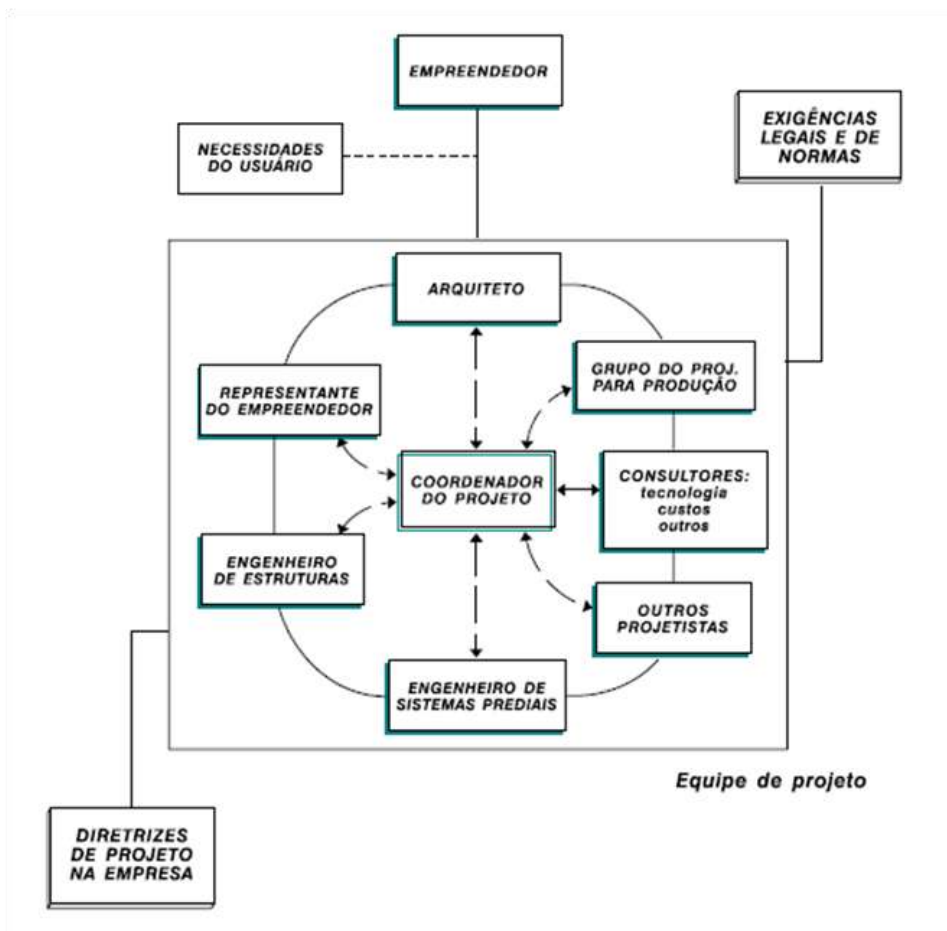 EMPREENDEDOR
NECESSIDADES
DO USUÁRIO
EXIGÊNCIAS
LEGAIS E DE
NORMAS
ARQUITETO
GRUPO DO PROJ.
PARA PRODUÇÃO
REPRESENTANTE
DO EMPREENDEDOR
COORDENADOR
DO PROJETO
CONSULTORES:
tecnologia
custos
outros
ENGENHEIRO
DE ESTRUTURAS
OUTROS
PROJETISTAS
ENGENHEIRO DE
SISTEMAS PREDIAIS
Equipe de projeto
DIRETRIZES
DE PROJETO
NA EMPRESA